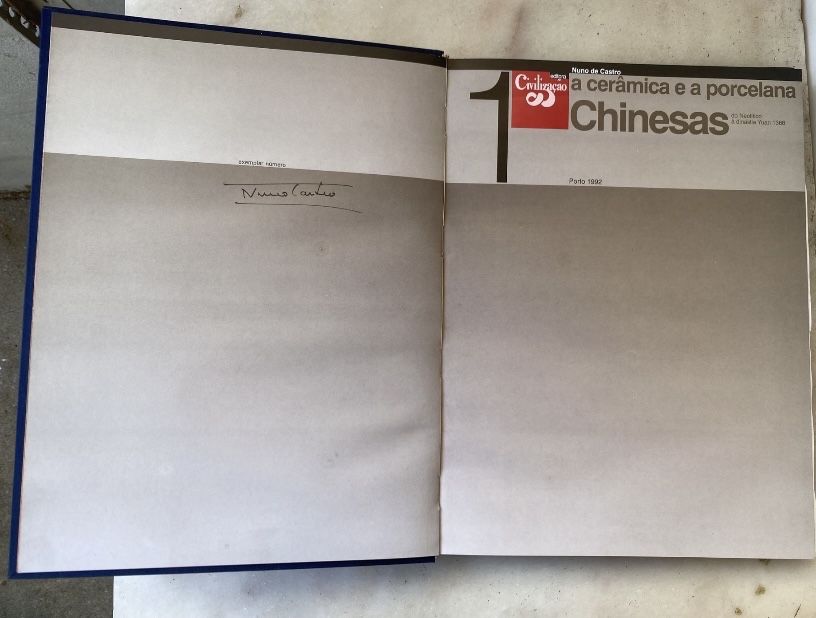 exemplar número
Nuno Castro
1
editora
Civilização
Nuno de Castro
a cerâmica e a porcelana
Chinesas
do Neolítico
à dinastia Yuan 1368
Porto 1992